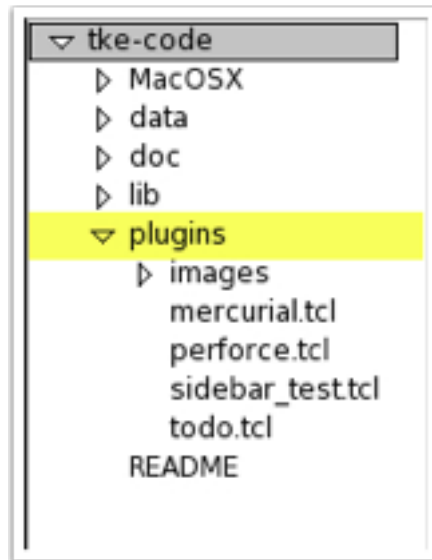 tke-code
MacOSX
data
doc
lib
plugins
images
mercurial.tcl
perforce.tcl
sidebar_test.tcl
todo.tcl
README